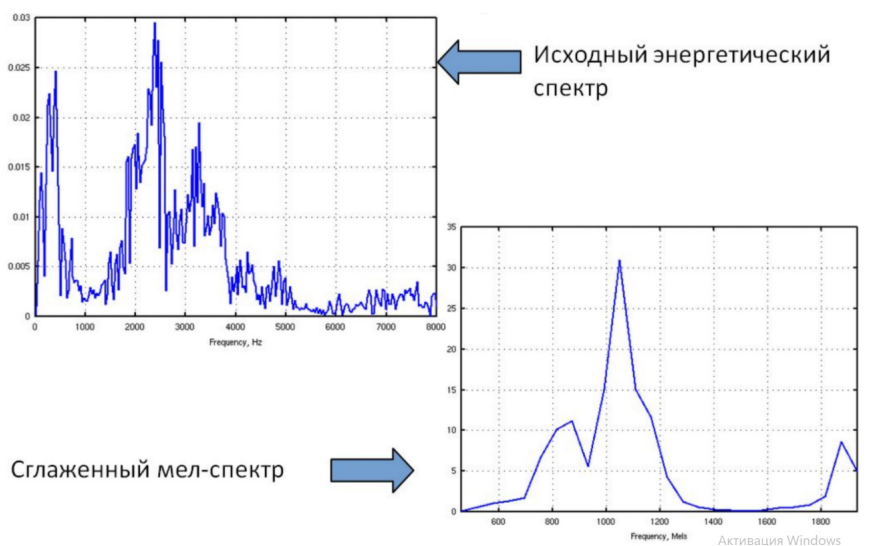 0.03
0.025
0.02
0.015
0.01
0.005
0
0 1000 2000 3000 4000 5000 6000 7000 8000
Frequency, Hz
Исходный энергетический
спектр
35
30
25
20
15
10
5
0
600 800 1000 1200 1400 1600 1800
Frequency, Mels
Сглаженный мел-спектр
Активация Windows